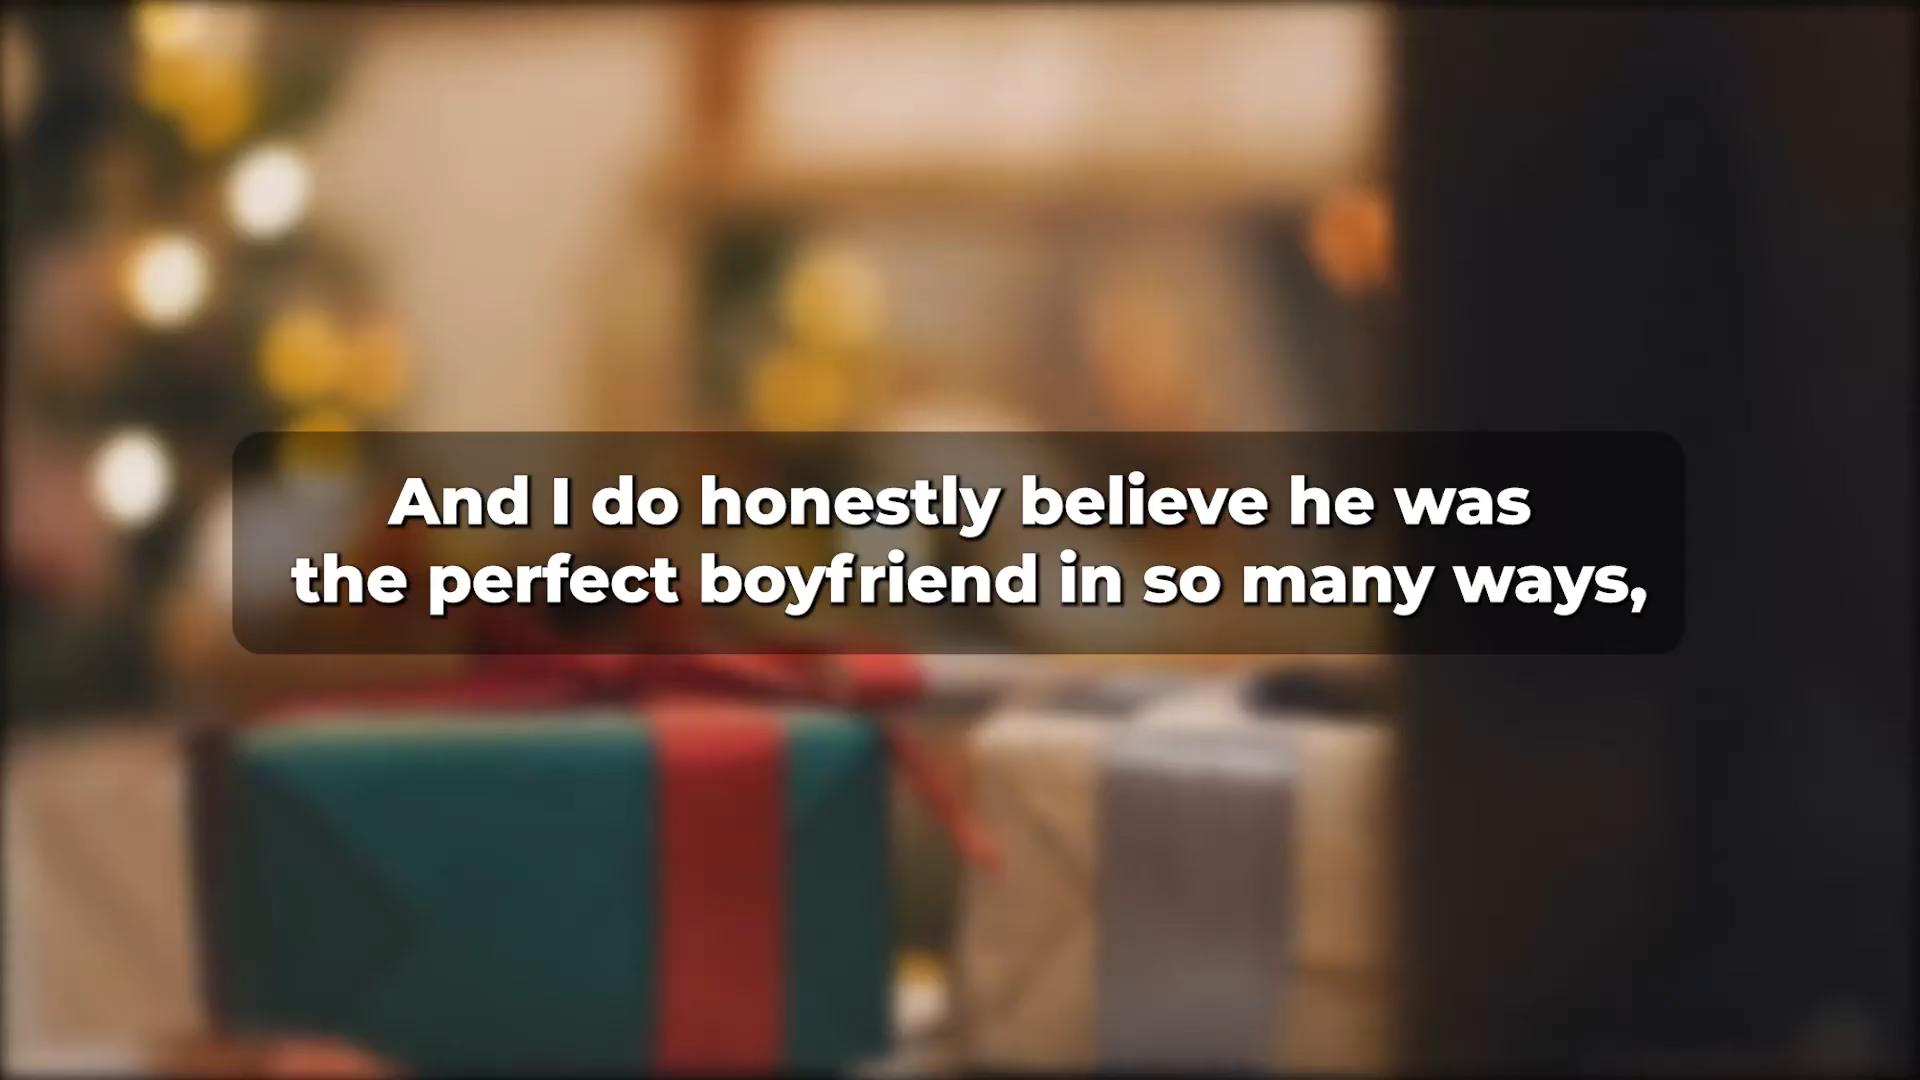 And I do honestly believe he was
the perfect boyfriend in so many ways,